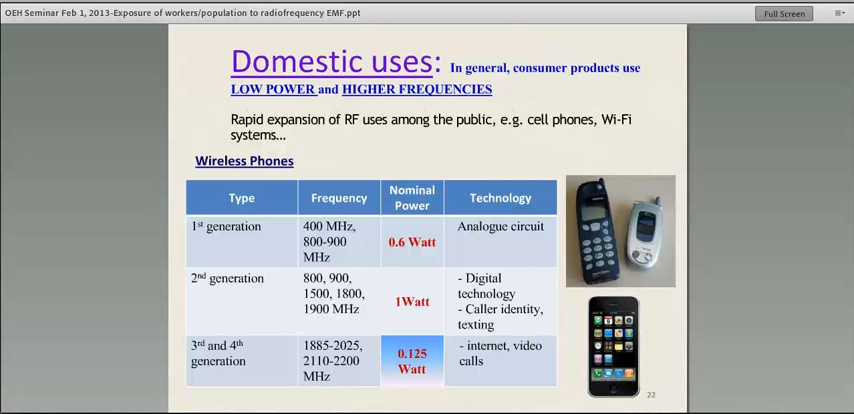 OEH Seminar Feb 1, 2013-Exposure of workers/population to radiofrequency EMF.ppt
Full Screen
Domestic uses: In general, consumer products use
LOW POWER and HIGHER FREQUENCIES
Rapid expansion of RF uses among the public, e.g. cell phones, Wi-Fi
systems...
Wireless Phones
Type
Frequency
Nominal
Power
Technology
1st generation
400 MHz,
800-900
MHz
0.6 Watt
Analogue circuit
2nd generation
800, 900,
1500, 1800,
1900 MHz
1Watt
- Digital
technology
- Caller identity,
texting
3rd and 4th
generation
1885-2025,
2110-2200
MHz
0.125
Watt
- internet, video
calls
22